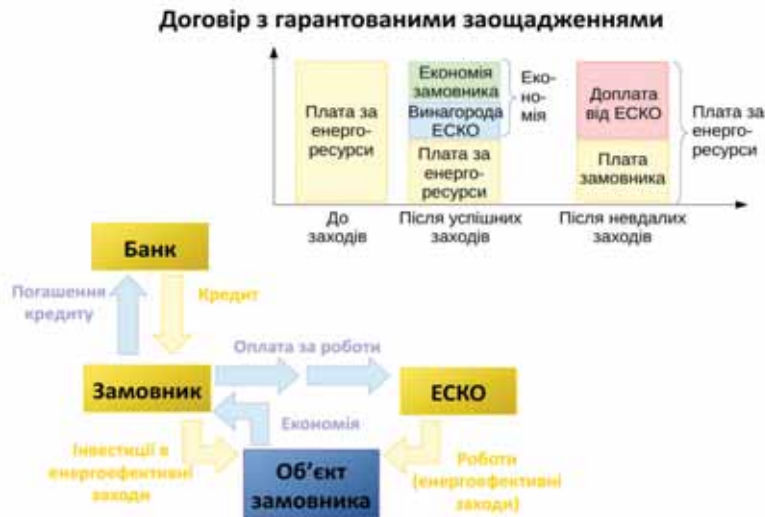 Договір з гарантованими заощадженнями
Плата за
енерго-
ресурси
Економія
замовника
Винагорода
ЕСКО
Плата за
енерго-
ресурси
Еко-
но-
мія
Доплата
від ЕСКО
Плата
замовника
Плата за
енерго-
ресурси
До
заходів
Після успішних
заходів
Після невдалих
заходів
Банк
Погашення
кредиту
Кредит
Оплата за роботи
Замовник
ЕСКО
Економія
Інвестиції в
енергоефективні
заходи
Об’єкт
замовника
Роботи
(енергоефективні
заходи)